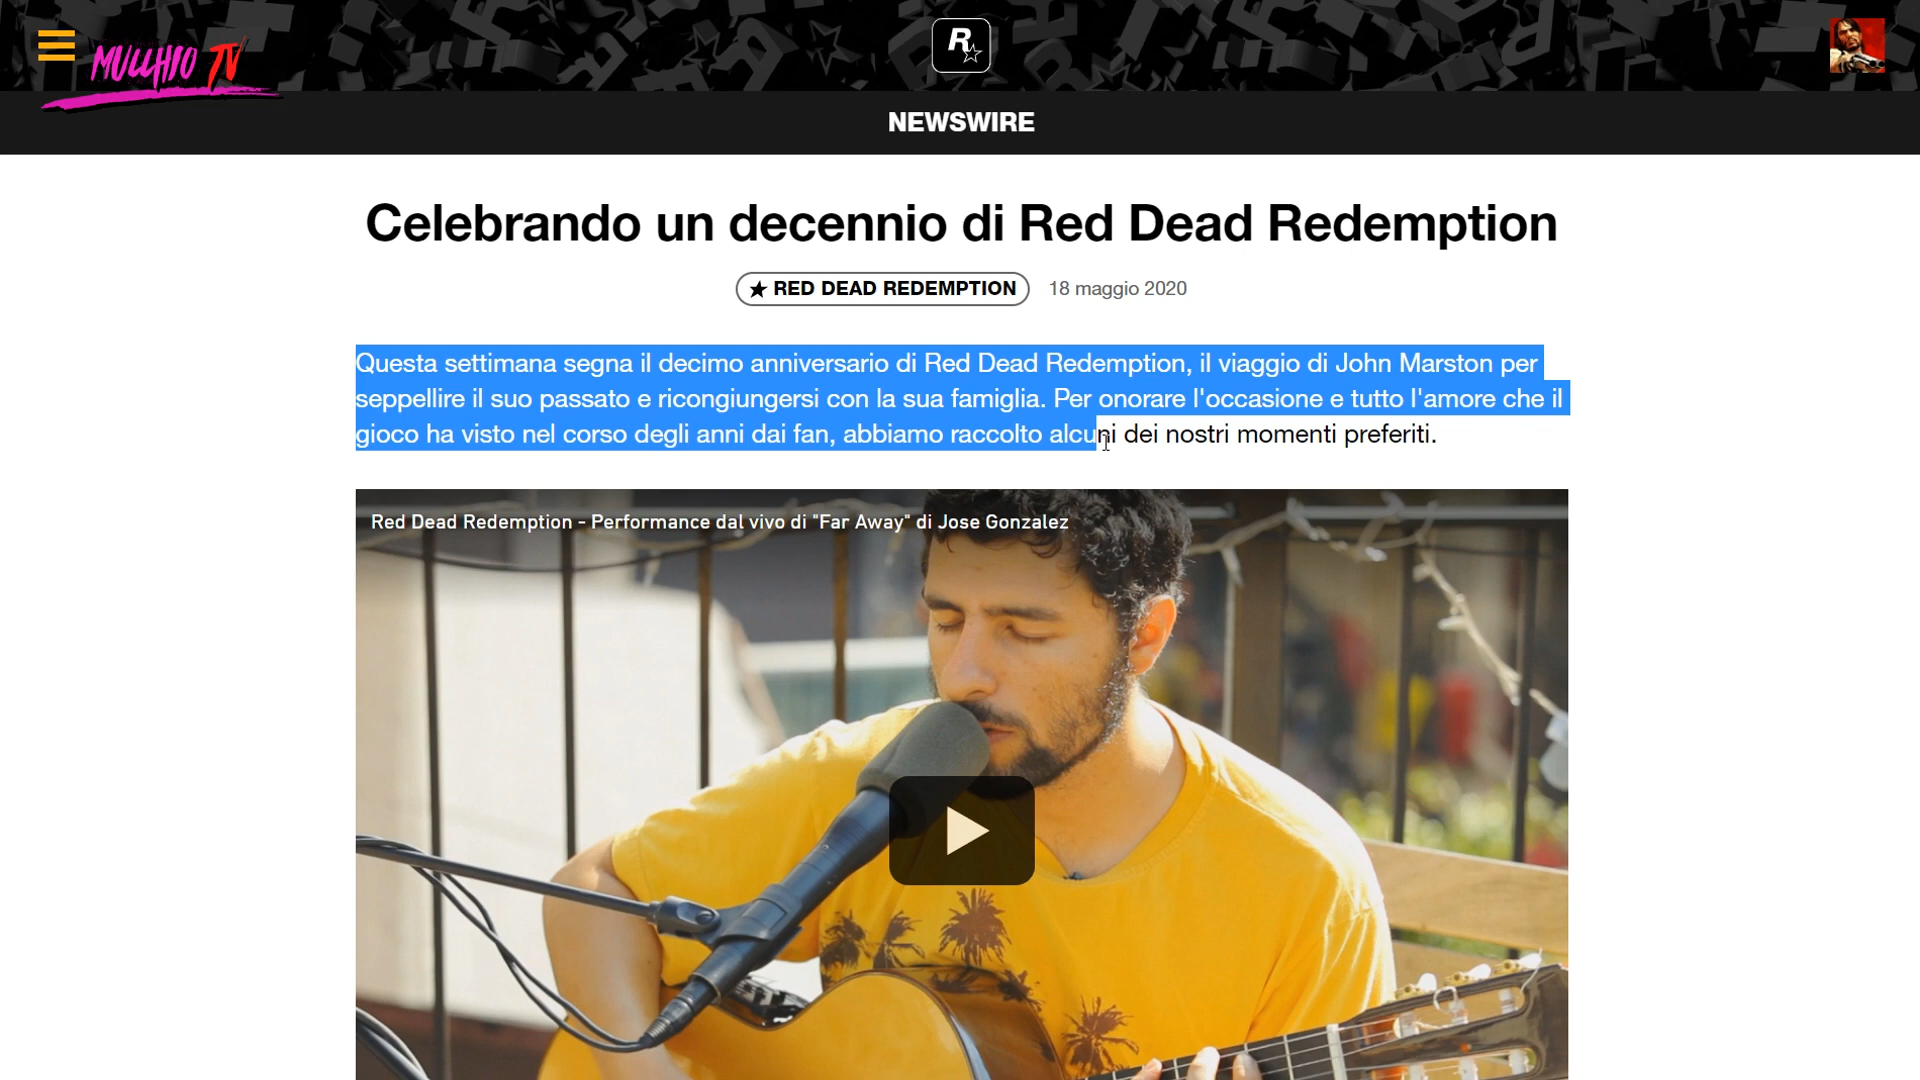 MUCCHIO TV
R
NEWSWIRE
Celebrando un decennio di Red Dead Redemption
★ RED DEAD REDEMPTION 18 maggio 2020
Questa settimana segna il decimo anniversario di Red Dead Redemption, il viaggio di John Marston per
seppellire il suo passato e ricongiungersi con la sua famiglia. Per onorare l'occasione e tutto l'amore che il
gioco ha visto nel corso degli anni dai fan, abbiamo raccolto alcuni dei nostri momenti preferiti.
Red Dead Redemption - Performance dal vivo di "Far Away" di Jose Gonzalez